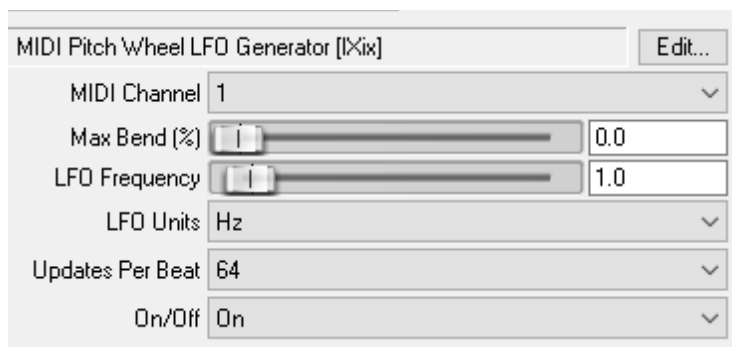 MIDI Pitch Wheel LFO Generator [IXix] Edit...
MIDI Channel 1
Max Bend (%) 0.0
LFO Frequency 1.0
LFO Units Hz
Updates Per Beat 64
On/Off On